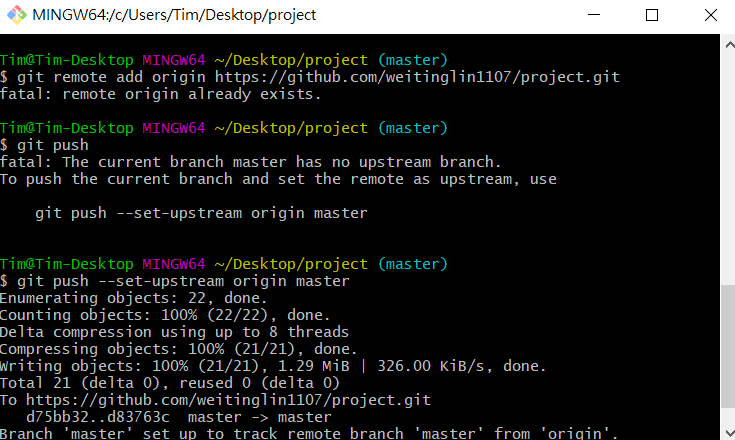 MINGW64:/c/Users/Tim/Desktop/project
Tim@Tim-Desktop MINGW64 ~/Desktop/project (master)
$ git remote add origin https://github.com/weitinglin1107/project.git
fatal: remote origin already exists.
Tim@Tim-Desktop MINGW64 ~/Desktop/project (master)
$ git push
fatal: The current branch master has no upstream branch.
To push the current branch and set the remote as upstream, use
    git push --set-upstream origin master
Tim@Tim-Desktop MINGW64 ~/Desktop/project (master)
$ git push --set-upstream origin master
Enumerating objects: 22, done.
Counting objects: 100% (22/22), done.
Delta compression using up to 8 threads
Compressing objects: 100% (21/21), done.
Writing objects: 100% (21/21), 1.29 MiB | 326.00 KiB/s, done.
Total 21 (delta 0), reused 0 (delta 0)
To https://github.com/weitinglin1107/project.git
   d75bb32..d83763c  master -> master
Branch 'master' set up to track remote branch 'master' from 'origin'.